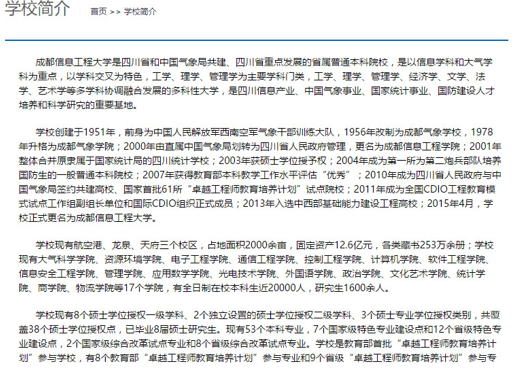 学校简介 首页 >> 学校简介
成都信息工程大学是四川省和中国气象局共建、四川省重点发展的省属普通本科院校，是以信息学科和大气学
科为重点，以学科交叉为特色，工学、理学、管理学为主要学科门类，工学、理学、管理学、经济学、文学、法
学、艺术学等多学科协调融合发展的多科性大学，是四川信息产业、中国气象事业、国家统计事业、国防建设人才
培养和科学研究的重要基地。
学校创建于1951年，前身为中国人民解放军西南空军气象干部训练大队，1956年改制为成都气象学校，1978
年升格为成都气象学院；2000年由直属中国气象局划转为四川省人民政府管理，更名为成都信息工程学院；2001年
整体合并原隶属于国家统计局的四川统计学校；2003年获硕士学位授予权；2004年成为第一所为第二炮兵部队培养
国防生的一般普通本科院校；2007年获得教育部本科教学工作水平评估“优秀”；2010年成为四川省人民政府与中
国气象局签约共建高校、国家首批61所“卓越工程师教育培养计划”试点院校；2011年成为全国CDIO工程教育模
式试点工作组副组长单位和国际CDIO组织正式成员；2013年入选中西部基础能力建设工程高校；2015年4月，学
校正式更名为成都信息工程大学。
学校现有航空港、龙泉、天府三个校区，占地面积2000余亩，固定资产12.6亿元，各类藏书253万余册；学校
现有大气科学学院、资源环境学院、电子工程学院、通信工程学院、控制工程学院、计算机学院、软件工程学院、
信息安全工程学院、管理学院、应用数学学院、光电技术学院、外国语学院、政治学院、文化艺术学院、统计学
院、商学院、物流学院等17个学院，有全日制在校本科生近20000人，研究生1600余人。
学校现有8个硕士学位授权一级学科、2个独立设置的硕士学位授权二级学科、3个硕士专业学位授权类别，共覆
盖38个硕士学位授权点，已毕业8届硕士研究生。现有53个本科专业，7个国家级特色专业建设点和12个省级特色专
业建设点，2个国家级综合改革试点专业和8个省级综合改革试点专业。学校是教育部首批“卓越工程师教育培养计
划”参与学校，有8个教育部“卓越工程师教育培养计划”参与专业和9个省级“卓越工程师教育培养计划”参与专